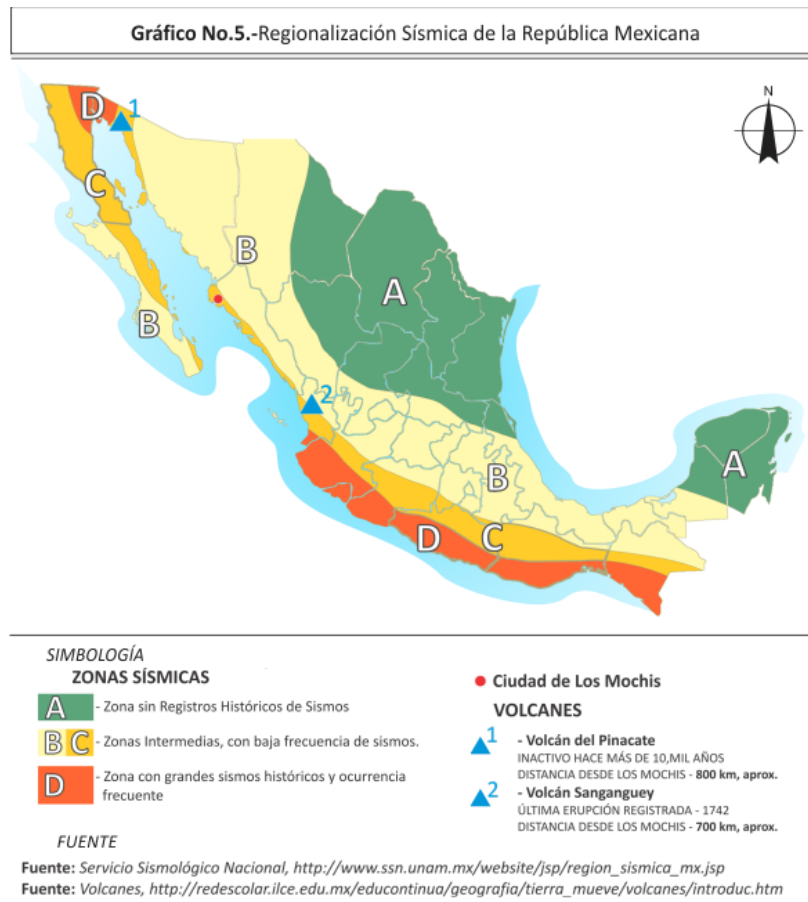 Gráfico No.5.-Regionalización Sísmica de la República Mexicana
N
D
1
C
B
A
B
2
A
B
D
C
SIMBOLOGÍA
ZONAS SÍSMICAS
A - Zona sin Registros Históricos de Sismos
B C - Zonas Intermedias, con baja frecuencia de sismos.
D - Zona con grandes sismos históricos y ocurrencia
frecuente
Ciudad de Los Mochis
VOLCANES
1 - Volcán del Pinacate
INACTIVO HACE MÁS DE 10,MIL AÑOS
DISTANCIA DESDE LOS MOCHIS - 800 km, aprox.
2 - Volcán Sanganguey
ÚLTIMA ERUPCIÓN REGISTRADA - 1742
DISTANCIA DESDE LOS MOCHIS - 700 km, aprox.
FUENTE
Fuente: Servicio Sismológico Nacional, http://www.ssn.unam.mx/website/jsp/region_sismica_mx.jsp
Fuente: Volcanes, http://redescolar.ilce.edu.mx/educontinua/geografia/tierra_mueve/volcanes/introduc.htm